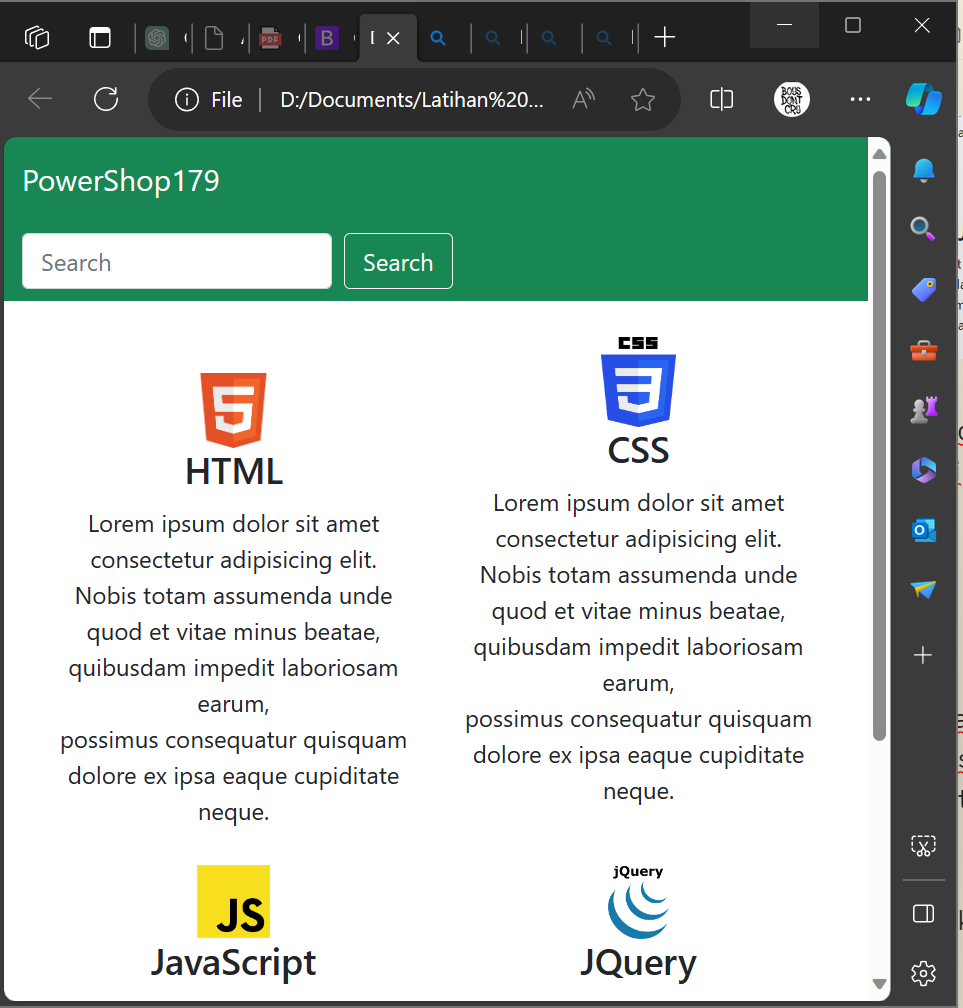 File
D:/Documents/Latihan%20...
BOYS
DON'T
CRY
PowerShop179
Search
Search
HTML
Lorem ipsum dolor sit amet
consectetur adipisicing elit.
Nobis totam assumenda unde
quod et vitae minus beatae,
quibusdam impedit laboriosam
earum,
possimus consequatur quisquam
dolore ex ipsa eaque cupiditate
neque.
CSS
CSS
Lorem ipsum dolor sit amet
consectetur adipisicing elit.
Nobis totam assumenda unde
quod et vitae minus beatae,
quibusdam impedit laboriosam
earum,
possimus consequatur quisquam
dolore ex ipsa eaque cupiditate
neque.
JS
JavaScript
jQuery
JQuery